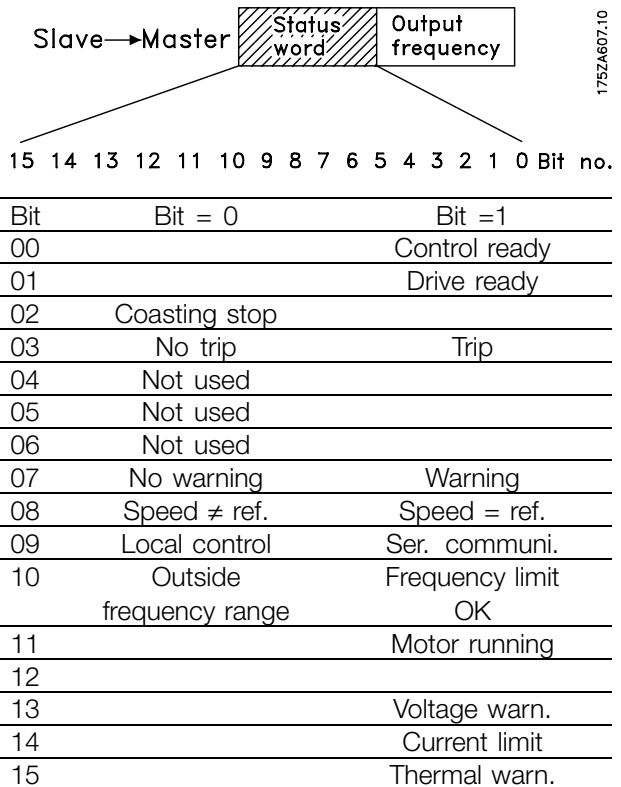 Slave→Master
Status word
Output frequency
175ZA607.10
15 14 13 12 11 10 9 8 7 6 5 4 3 2 1 0 Bit no.
Bit Bit = 0 Bit =1
00 Control ready
01 Drive ready
02 Coasting stop
03 No trip Trip
04 Not used
05 Not used
06 Not used
07 No warning Warning
08 Speed ≠ ref. Speed = ref.
09 Local control Ser. communi.
10 Outside Frequency limit
frequency range OK
11 Motor running
12
13 Voltage warn.
14 Current limit
15 Thermal warn.